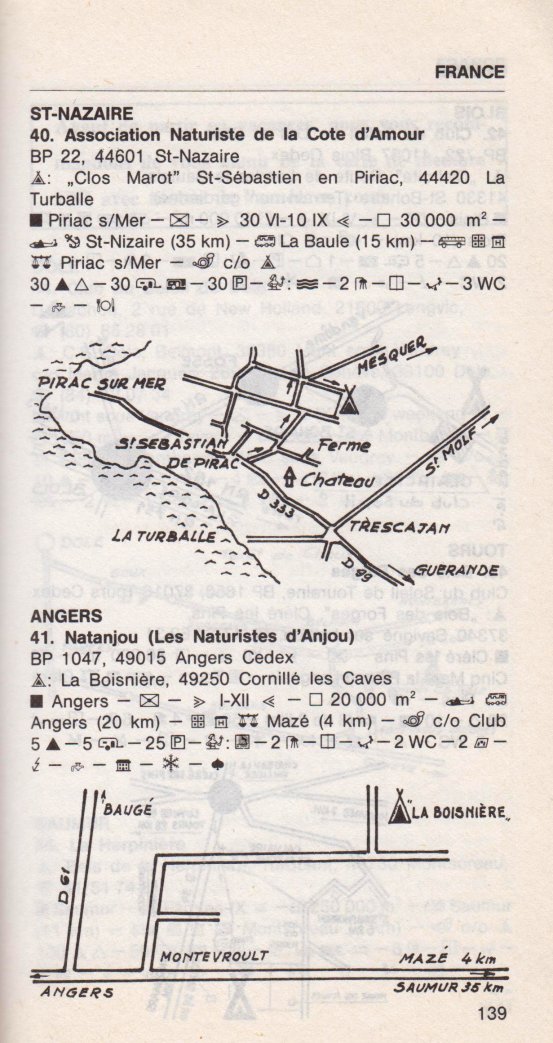 FRANCE
ST-NAZAIRE
40. Association Naturiste de la Cote d'Amour
BP 22, 44601 St-Nazaire
: „Clos Marot" St-Sébastien en Piriac, 44420 La
Turballe
■ Piriac s/Mer – – > 30 VI-10 IX < – □ 30 000 m²
St-Nizaire (35 km) – La Baule (15 km) –
Piriac s/Mer – c/o
30 ▲ △ – 30 – 30 P – : – 2 – – – 3 WC
– –
MESQUER
PIRAC SUR MER
ST SEBASTIAN
DE PIRAC
Ferme
Chateau
ST MOLF
D 333
LA TURBALLE
TRESCAJAN
D 99
GUÉRANDE
ANGERS
41. Natanjou (Les Naturistes d'Anjou)
BP 1047, 49015 Angers Cedex
: La Boisnière, 49250 Cornillé les Caves
■ Angers – – > I-XII < – □ 20 000 m² –
Angers (20 km) – Mazé (4 km) – c/o Club
5 ▲ – 5 – 25 P – : – 2 – – – 2 WC – 2 –
– – – – ♠
BAUGÉ
"LA BOISNIÈRE„
D 61
MONTEVROULT
MAZÉ 4 km
ANGERS
SAUMUR 35 km
139